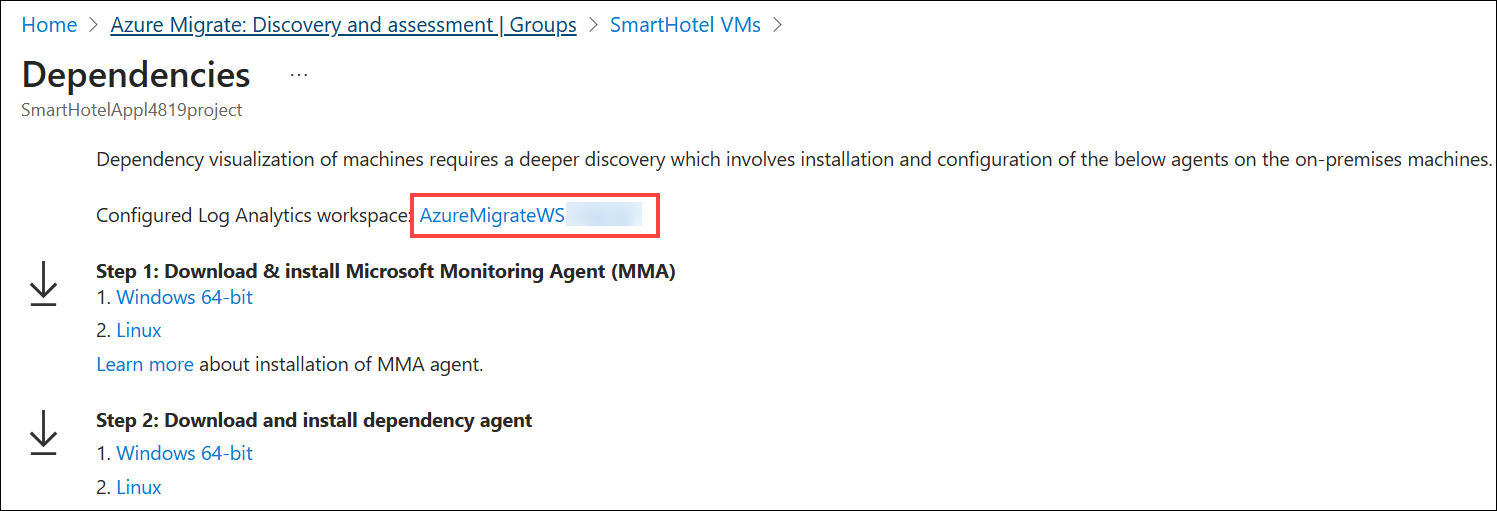 Home > Azure Migrate: Discovery and assessment | Groups > SmartHotel VMs >
Dependencies ...
SmartHotelAppl4819project
Dependency visualization of machines requires a deeper discovery which involves installation and configuration of the below agents on the on-premises machines.
Configured Log Analytics workspace: AzureMigrateWS
Step 1: Download & install Microsoft Monitoring Agent (MMA)
1. Windows 64-bit
2. Linux
Learn more about installation of MMA agent.
Step 2: Download and install dependency agent
1. Windows 64-bit
2. Linux